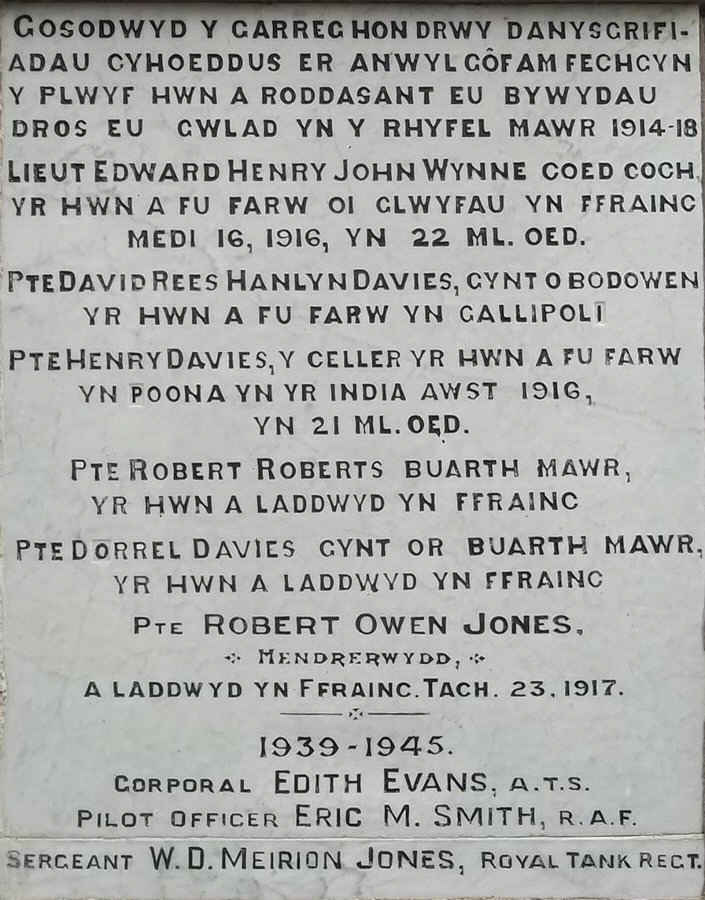 GOSODWYD Y GARREG HON DRWY DANYSGRIFI-
ADAU CYHOEDDUS ER ANWYL GÔF AM FECHGYN
Y PLWYF HWN A RODDASANT EU BYWYDAU
DROS EU GWLAD YN Y RHYFEL MAWR 1914-18
LIEUT EDWARD HENRY JOHN WYNNE COED COCH,
YR HWN A FU FARW O'I GLWYFAU YN FFRAINC
MEDI 16, 1916, YN 22 ML. OED.
PTE DAVID REES HANLYN DAVIES, GYNT O BODOWEN
YR HWN A FU FARW YN GALLIPOLI
PTE HENRY DAVIES, Y GELLER YR HWN A FU FARW
YN POONA YN YR INDIA AWST 1916,
YN 21 ML. OED.
PTE ROBERT ROBERTS BUARTH MAWR,
YR HWN A LADDWYD YN FFRAINC
PTE DORREL DAVIES GYNT O'R BUARTH MAWR,
YR HWN A LADDWYD YN FFRAINC
PTE ROBERT OWEN JONES,
MENDRERWYDD,
A LADDWYD YN FFRAINC. TACH. 23, 1917.
1939-1945.
CORPORAL EDITH EVANS, A.T.S.
PILOT OFFICER ERIC M. SMITH, R.A.F.
SERGEANT W.D. MEIRION JONES, ROYAL TANK REGT.